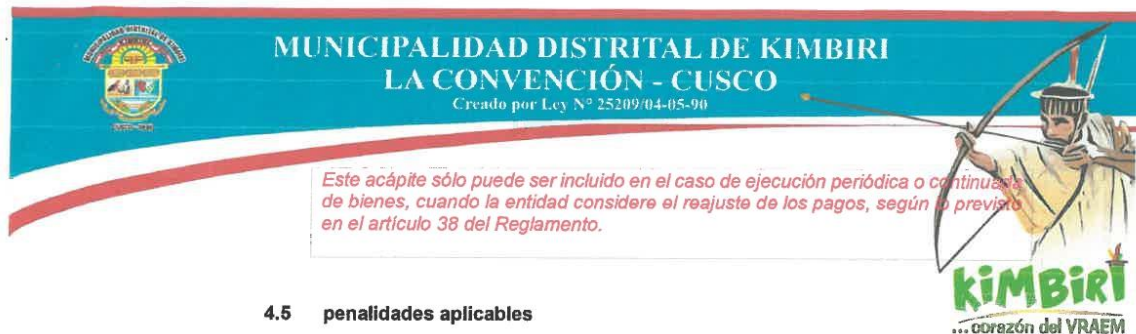 MUNICIPALIDAD DISTRITAL DE KIMBIRI
LA CONVENCIÓN - CUSCO
Creado por Ley Nº 25209/04-05-90
Este acápite sólo puede ser incluido en el caso de ejecución periódica o continuada
de bienes, cuando la entidad considere el reajuste de los pagos, según lo previsto
en el artículo 38 del Reglamento.
KiMBiRi
... corazón del VRAEM
4.5 penalidades aplicables